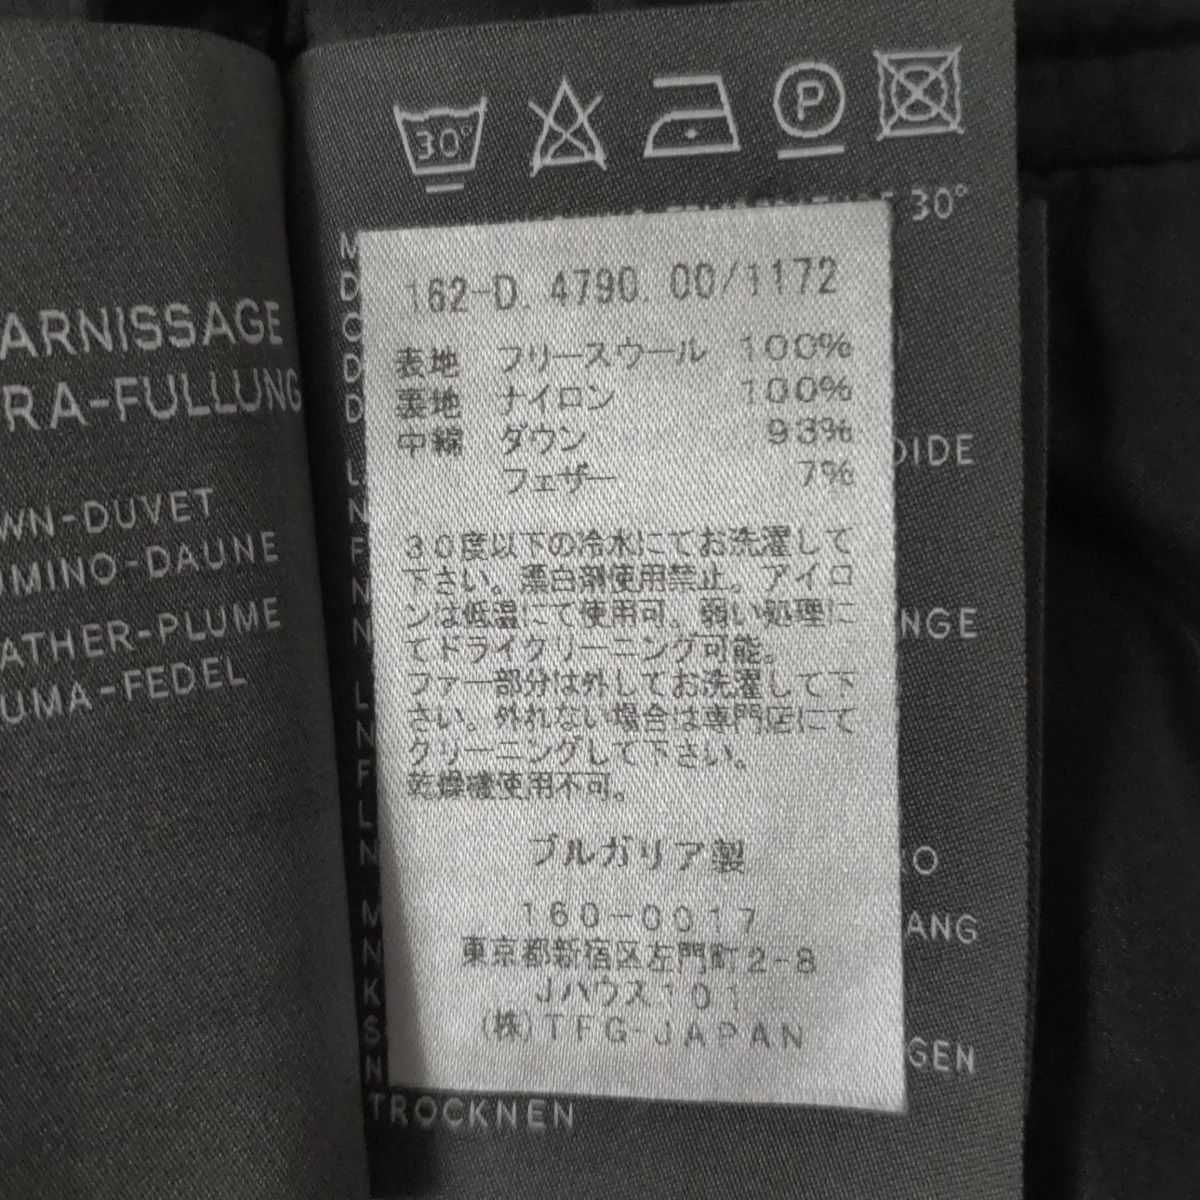 ARNISSAGE
RA-FULLUNG
WN-DUVET
UMINO-DAUNE
ATHER-PLUME
UMA-FEDEL
30°
P
30°
162-D. 4790. 00/1172
表地 フリースウール 100%
裏地 ナイロン 100%
中綿 ダウン 93%
フェザー 7%
30度以下の冷水にてお洗濯して
下さい。漂白剤使用禁止。アイロ
ンは低温にて使用可。弱い処理に
てドライクリーニング可能。
ファー部分は外してお洗濯して下
さい。外れない場合は専門店にて
クリーニングして下さい。
乾燥機使用不可。
ブルガリア製
160-0017
東京都新宿区左門町2-8
Jハウス101
(株)TFG-JAPAN
OIDE
NGE
O
ANG
GEN
TROCKNEN